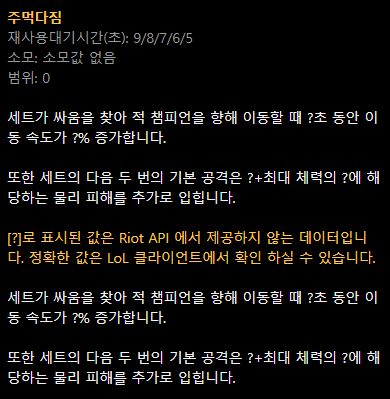 주먹다짐
재사용대기시간(초): 9/8/7/6/5
소모: 소모값 없음
범위: 0
세트가 싸움을 찾아 적 챔피언을 향해 이동할 때 ?초 동안 이
동 속도가 ?% 증가합니다.
또한 세트의 다음 두 번의 기본 공격은 ?+최대 체력의 ?에 해
당하는 물리 피해를 추가로 입힙니다.
[?]로 표시된 값은 Riot API 에서 제공하지 않는 데이터입니
다. 정확한 값은 LoL 클라이언트에서 확인 하실 수 있습니다.
세트가 싸움을 찾아 적 챔피언을 향해 이동할 때 ?초 동안 이
동 속도가 ?% 증가합니다.
또한 세트의 다음 두 번의 기본 공격은 ?+최대 체력의 ?에 해
당하는 물리 피해를 추가로 입힙니다.